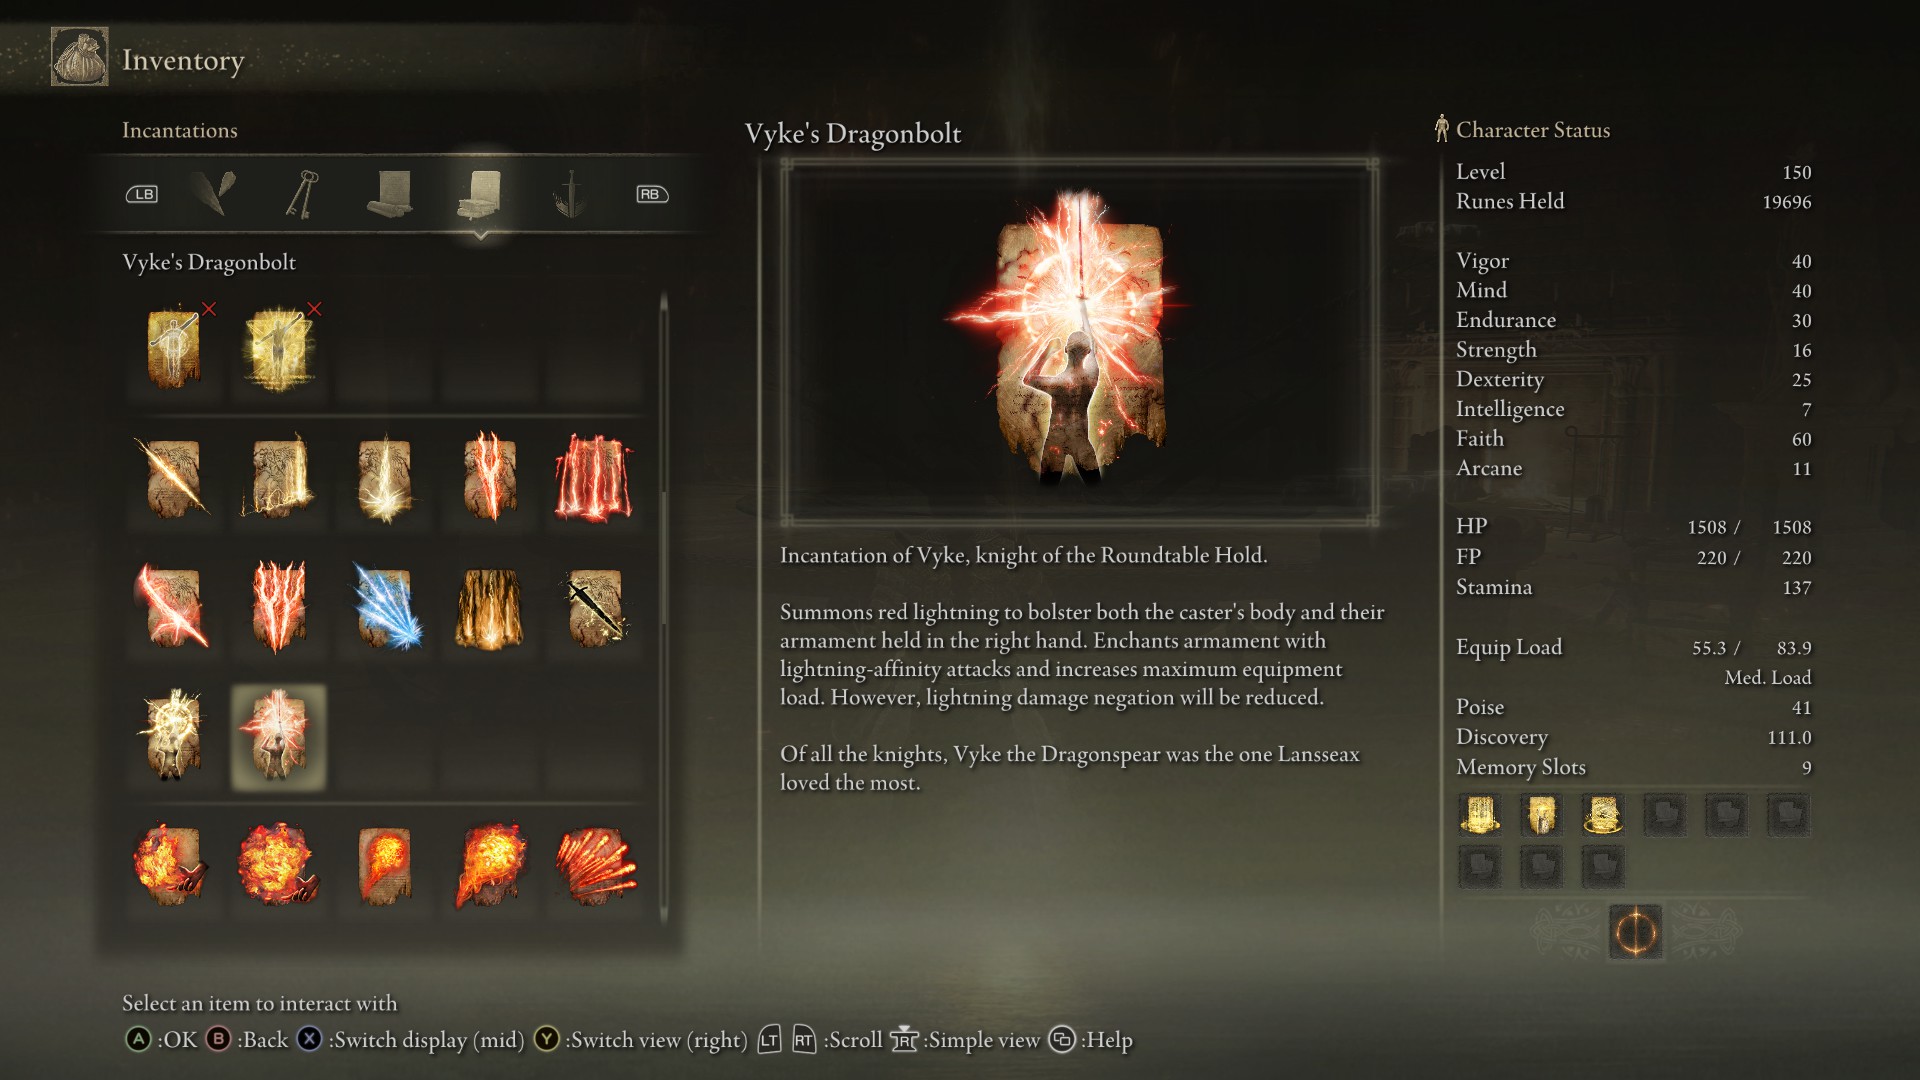 Inventory
Incantations
LB
RB
Vyke's Dragonbolt
Vyke's Dragonbolt
Incantation of Vyke, knight of the Roundtable Hold.
Summons red lightning to bolster both the caster's body and their
armament held in the right hand. Enchants armament with
lightning-affinity attacks and increases maximum equipment
load. However, lightning damage negation will be reduced.
Of all the knights, Vyke the Dragonspear was the one Lansseax
loved the most.
Character Status
Level 150
Runes Held 19696
Vigor 40
Mind 40
Endurance 30
Strength 16
Dexterity 25
Intelligence 7
Faith 60
Arcane 11
HP 1508 / 1508
FP 220 / 220
Stamina 137
Equip Load 55.3 / 83.9
Med. Load
Poise 41
Discovery 111.0
Memory Slots 9
Select an item to interact with
A :OK B :Back X :Switch display (mid) Y :Switch view (right) LT RT :Scroll R :Simple view :Help